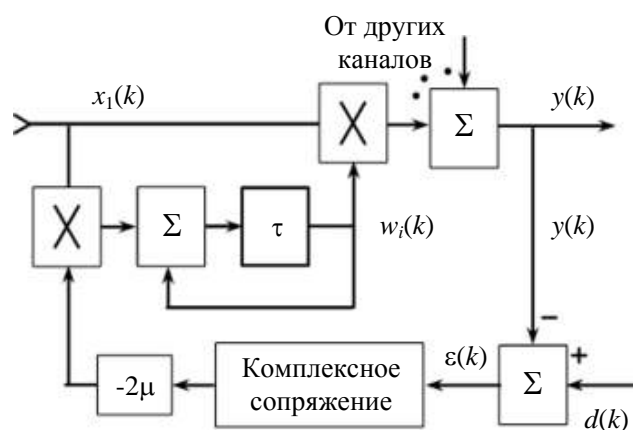 От других
каналов
x₁(k)
y(k)
Σ
Σ
τ
wᵢ(k)
y(k)
−
-2μ
Комплексное
сопряжение
ε(k)
Σ
+
d(k)